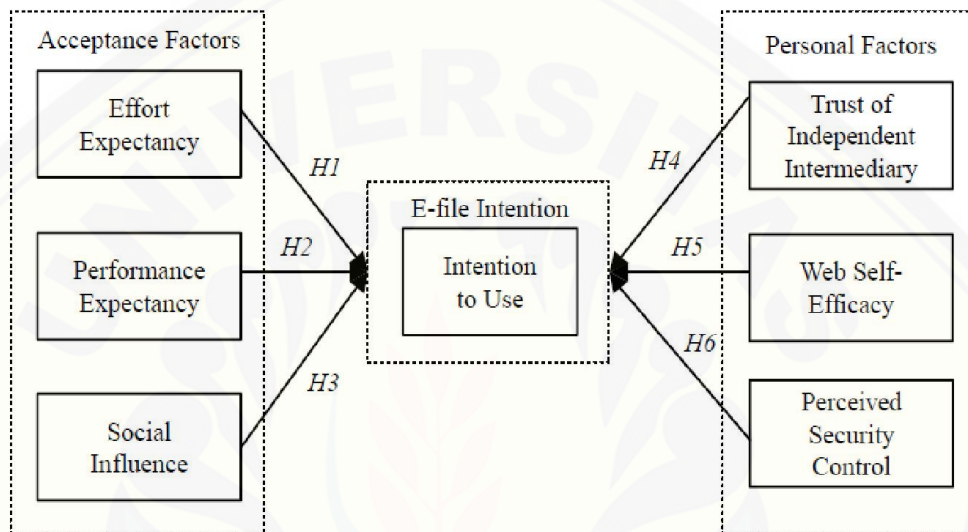 Acceptance Factors
Effort
Expectancy
Performance
Expectancy
Social
Influence
H1
H2
H3
E-file Intention
Intention
to Use
H4
H5
H6
Personal Factors
Trust of
Independent
Intermediary
Web Self-
Efficacy
Perceived
Security
Control
UNIVERSITAS